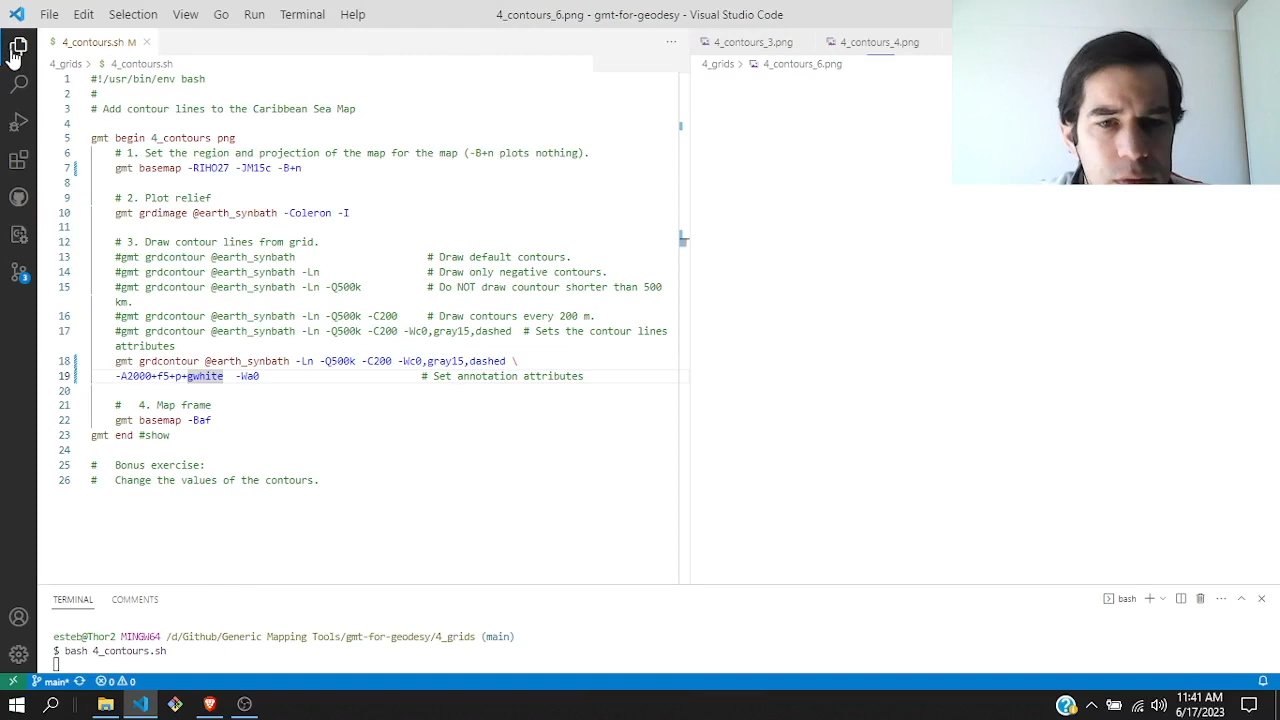 File Edit Selection View Go Run Terminal Help
4_contours_6.png - gmt-for-geodesy - Visual Studio Code
4_contours.sh M
4_contours_3.png
4_contours_4.png
4_grids > 4_contours.sh
4_grids > 4_contours_6.png
1 #!/usr/bin/env bash
2 #
3 # Add contour lines to the Caribbean Sea Map
4
5 gmt begin 4_contours png
6 # 1. Set the region and projection of the map for the map (-B+n plots nothing).
7 gmt basemap -RIHO27 -JM15c -B+n
8
9 # 2. Plot relief
10 gmt grdimage @earth_synbath -Coleron -I
11
12 # 3. Draw contour lines from grid.
13 #gmt grdcontour @earth_synbath # Draw default contours.
14 #gmt grdcontour @earth_synbath -Ln # Draw only negative contours.
15 #gmt grdcontour @earth_synbath -Ln -Q500k # Do NOT draw countour shorter than 500
km.
16 #gmt grdcontour @earth_synbath -Ln -Q500k -C200 # Draw contours every 200 m.
17 #gmt grdcontour @earth_synbath -Ln -Q500k -C200 -Wc0,gray15,dashed # Sets the contour lines
attributes
18 gmt grdcontour @earth_synbath -Ln -Q500k -C200 -Wc0,gray15,dashed \
19 -A2000+f5+p+gwhite -Wa0 # Set annotation attributes
20
21 # 4. Map frame
22 gmt basemap -Baf
23 gmt end #show
24
25 # Bonus exercise:
26 # Change the values of the contours.
3
TERMINAL COMMENTS
bash
esteb@Thor2 MINGW64 /d/Github/Generic Mapping Tools/gmt-for-geodesy/4_grids (main)
$ bash 4_contours.sh
main* 0 0
11:41 AM
6/17/2023